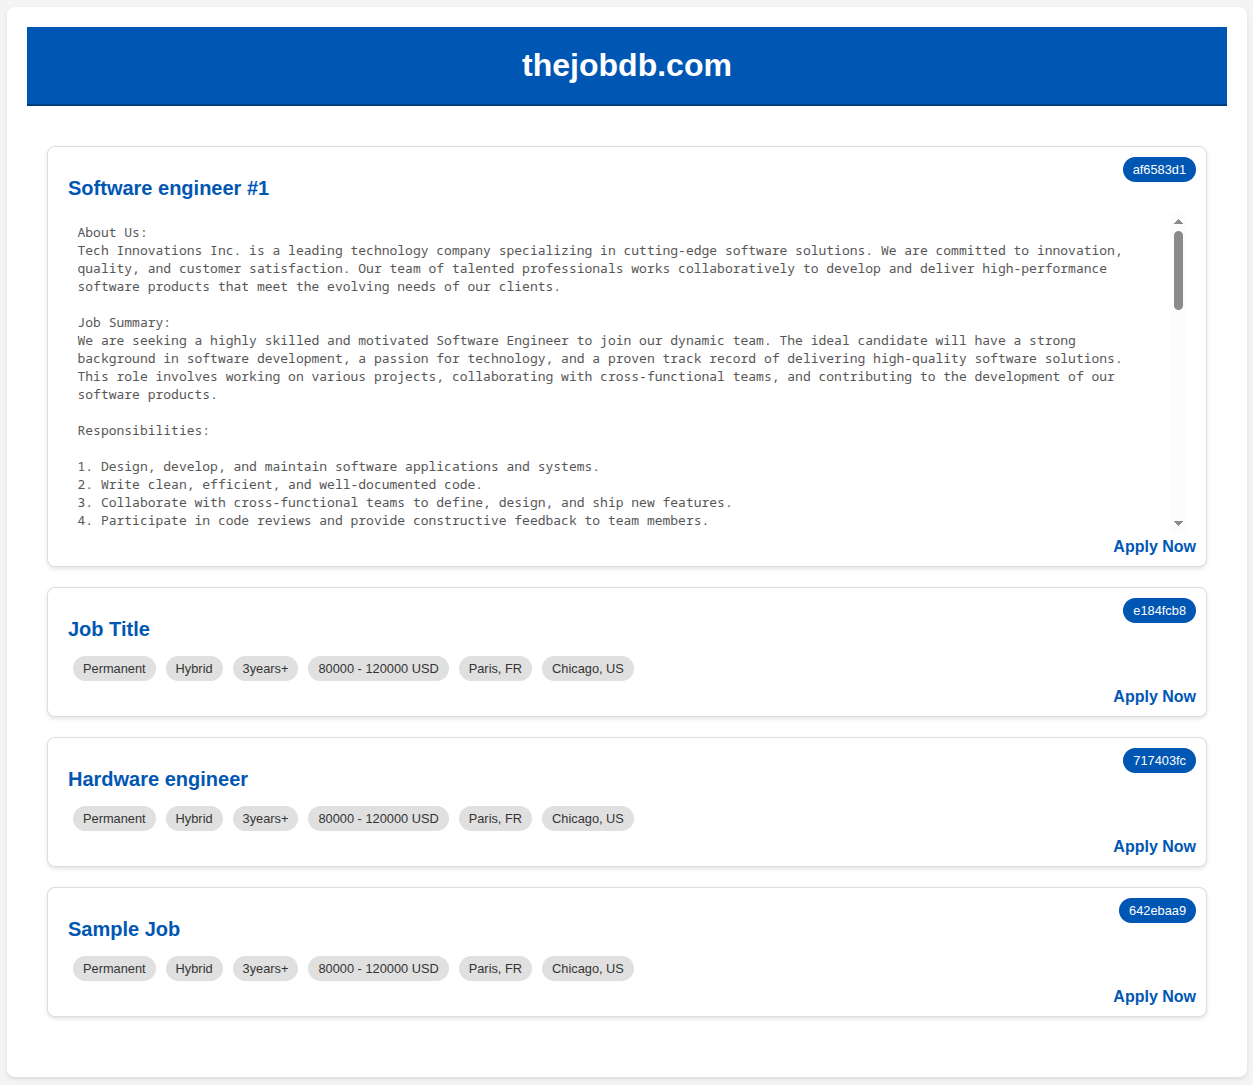 thejobdb.com
af6583d1
Software engineer #1
About Us:
Tech Innovations Inc. is a leading technology company specializing in cutting-edge software solutions. We are committed to innovation,
quality, and customer satisfaction. Our team of talented professionals works collaboratively to develop and deliver high-performance
software products that meet the evolving needs of our clients.
Job Summary:
We are seeking a highly skilled and motivated Software Engineer to join our dynamic team. The ideal candidate will have a strong
background in software development, a passion for technology, and a proven track record of delivering high-quality software solutions.
This role involves working on various projects, collaborating with cross-functional teams, and contributing to the development of our
software products.
Responsibilities:
1. Design, develop, and maintain software applications and systems.
2. Write clean, efficient, and well-documented code.
3. Collaborate with cross-functional teams to define, design, and ship new features.
4. Participate in code reviews and provide constructive feedback to team members.
Apply Now
e184fcb8
Job Title
Permanent Hybrid 3years+ 80000 - 120000 USD Paris, FR Chicago, US
Apply Now
717403fc
Hardware engineer
Permanent Hybrid 3years+ 80000 - 120000 USD Paris, FR Chicago, US
Apply Now
642ebaa9
Sample Job
Permanent Hybrid 3years+ 80000 - 120000 USD Paris, FR Chicago, US
Apply Now